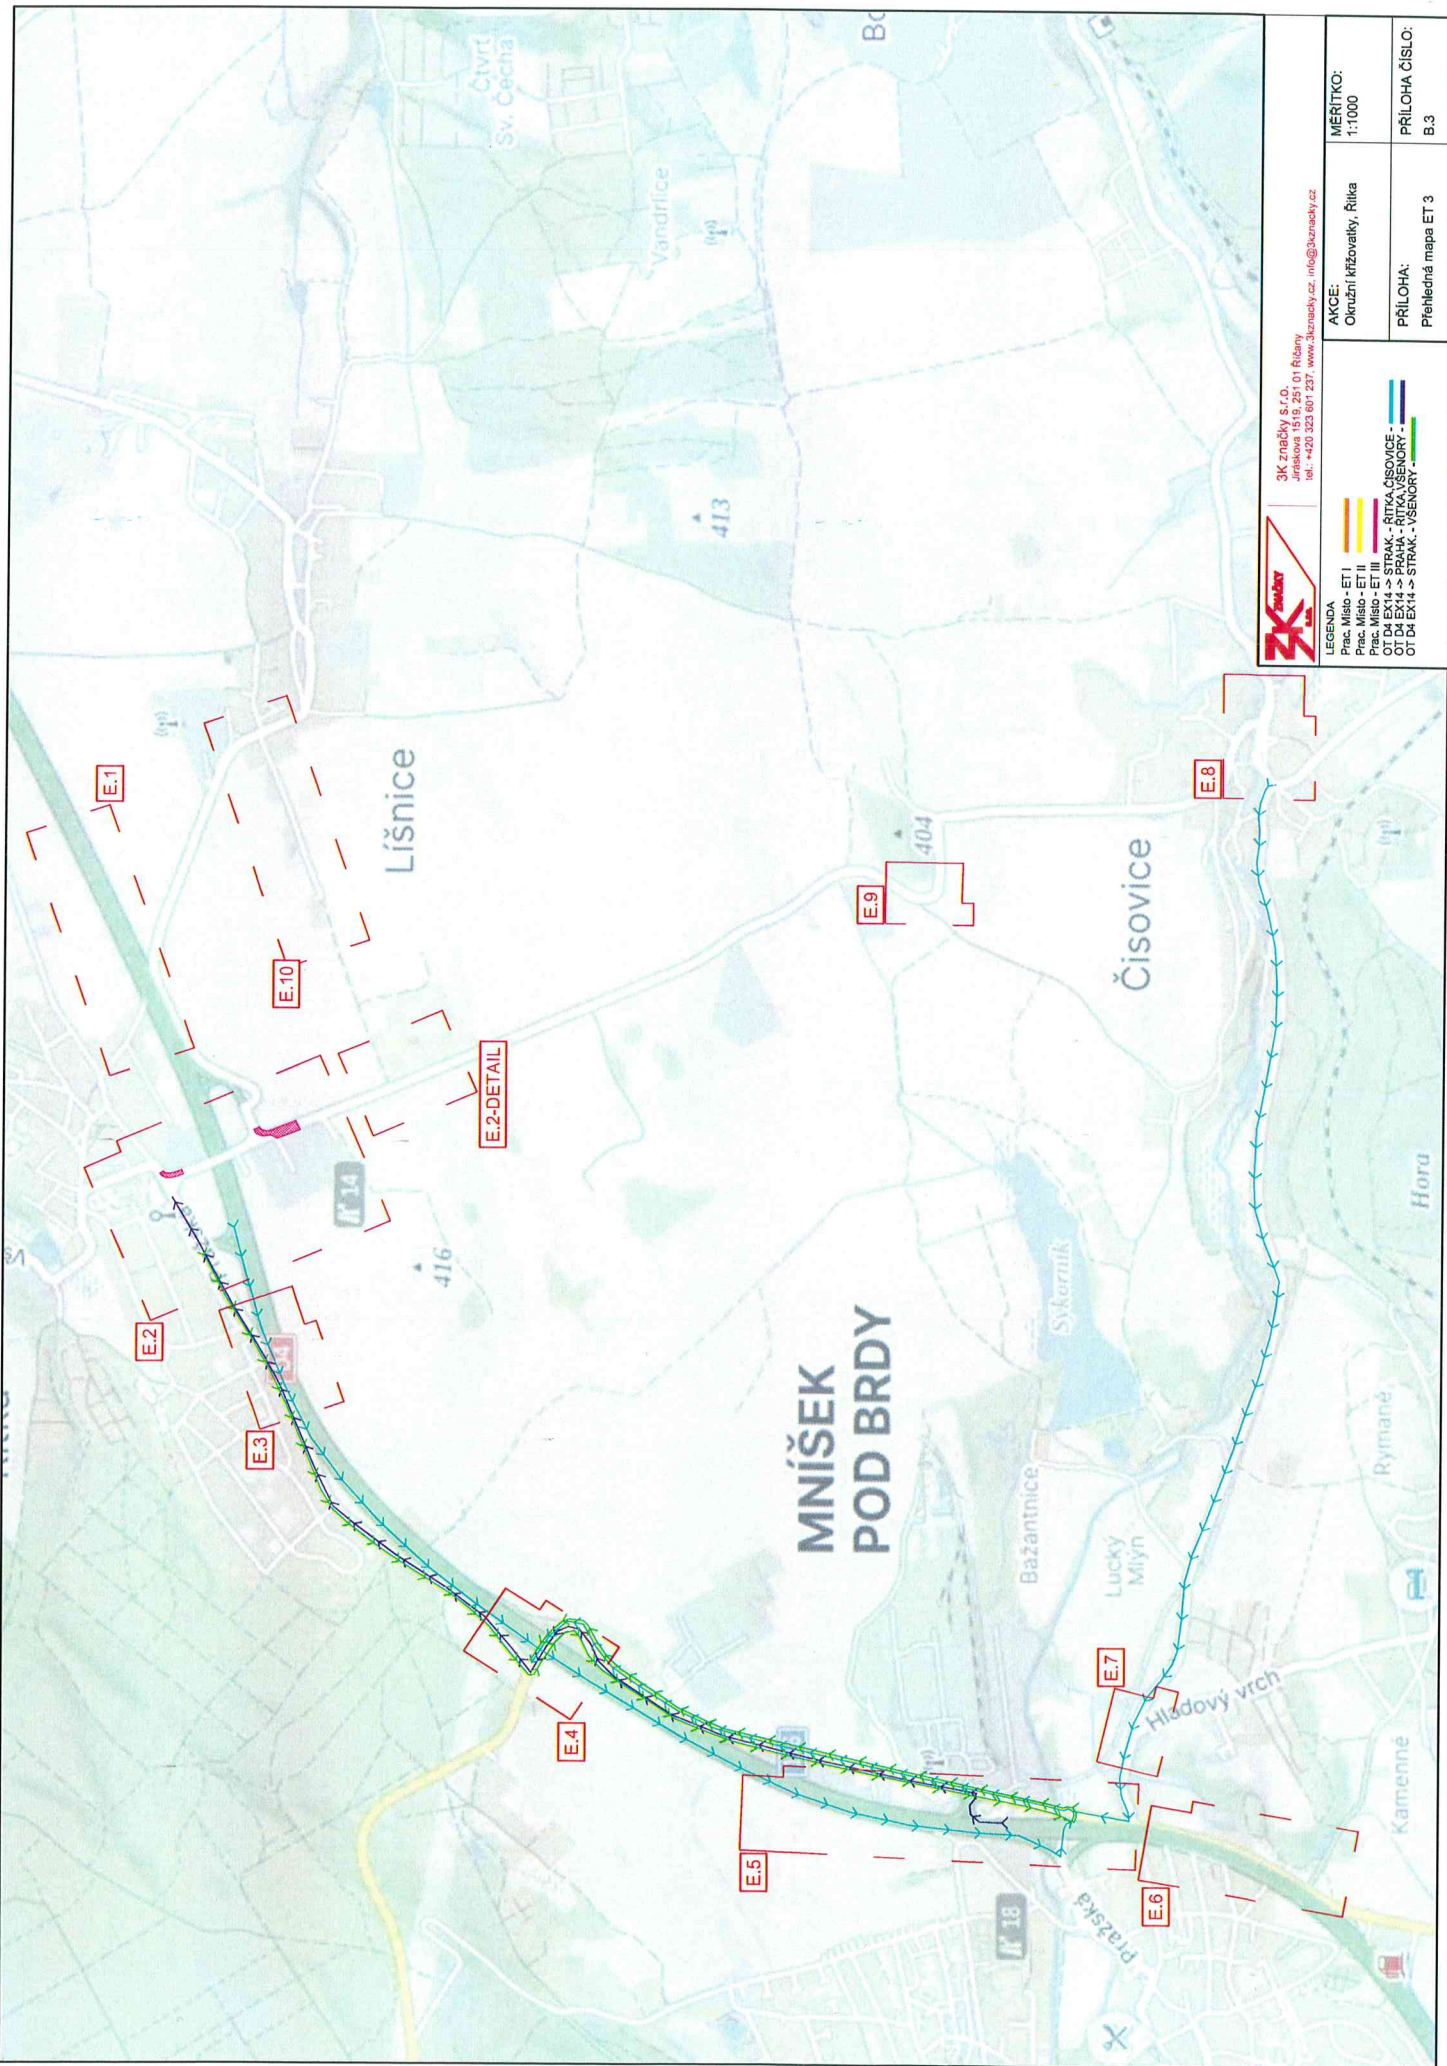 Čtvrť
Sv. Čecha
Bo
Vandrlice
413
E.1
Líšnice
E.10
E.2-DETAIL
E.9
404
E.8
Čisovice
14
416
E.2
E.3
MNÍŠEK
POD BRDY
Sýkorník
Bažantnice
Lucký
Mlýn
Hora
Rymaně
E.4
E.7
Hladový vrch
Kamenné
E.5
E.6
18
Pražská
3K ZNAČKY s.r.o.
3K značky s.r.o.
Jiráskova 1519, 251 01 Říčany
tel.: +420 323 601 237, www.3kznacky.cz, info@3kznacky.cz
LEGENDA
Prac. Místo - ET I
Prac. Místo - ET II
Prac. Místo - ET III
OT D4 EX14 -> STRAK. - ŘITKA,ČISOVICE -
OT D4 EX14 -> PRAHA - ŘITKA,VŠENORY -
OT D4 EX14 -> STRAK. - VŠENORY -
AKCE:
Okružní křižovatky, Řitka
MĚŘÍTKO:
1:1000
PŘÍLOHA:
Přehledná mapa ET 3
PŘÍLOHA ČÍSLO:
B.3